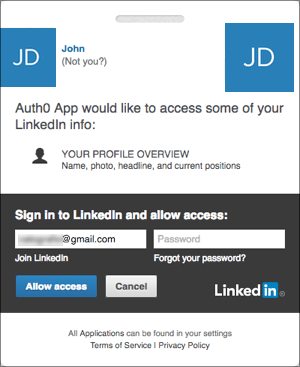 JD
John
(Not you?)
JD
Auth0 App would like to access some of your
LinkedIn info:
YOUR PROFILE OVERVIEW
Name, photo, headline, and current positions
Sign in to LinkedIn and allow access:
@gmail.com
Password
Join LinkedIn
Forgot your password?
Allow access
Cancel
Linked in ®
All Applications can be found in your settings
Terms of Service | Privacy Policy